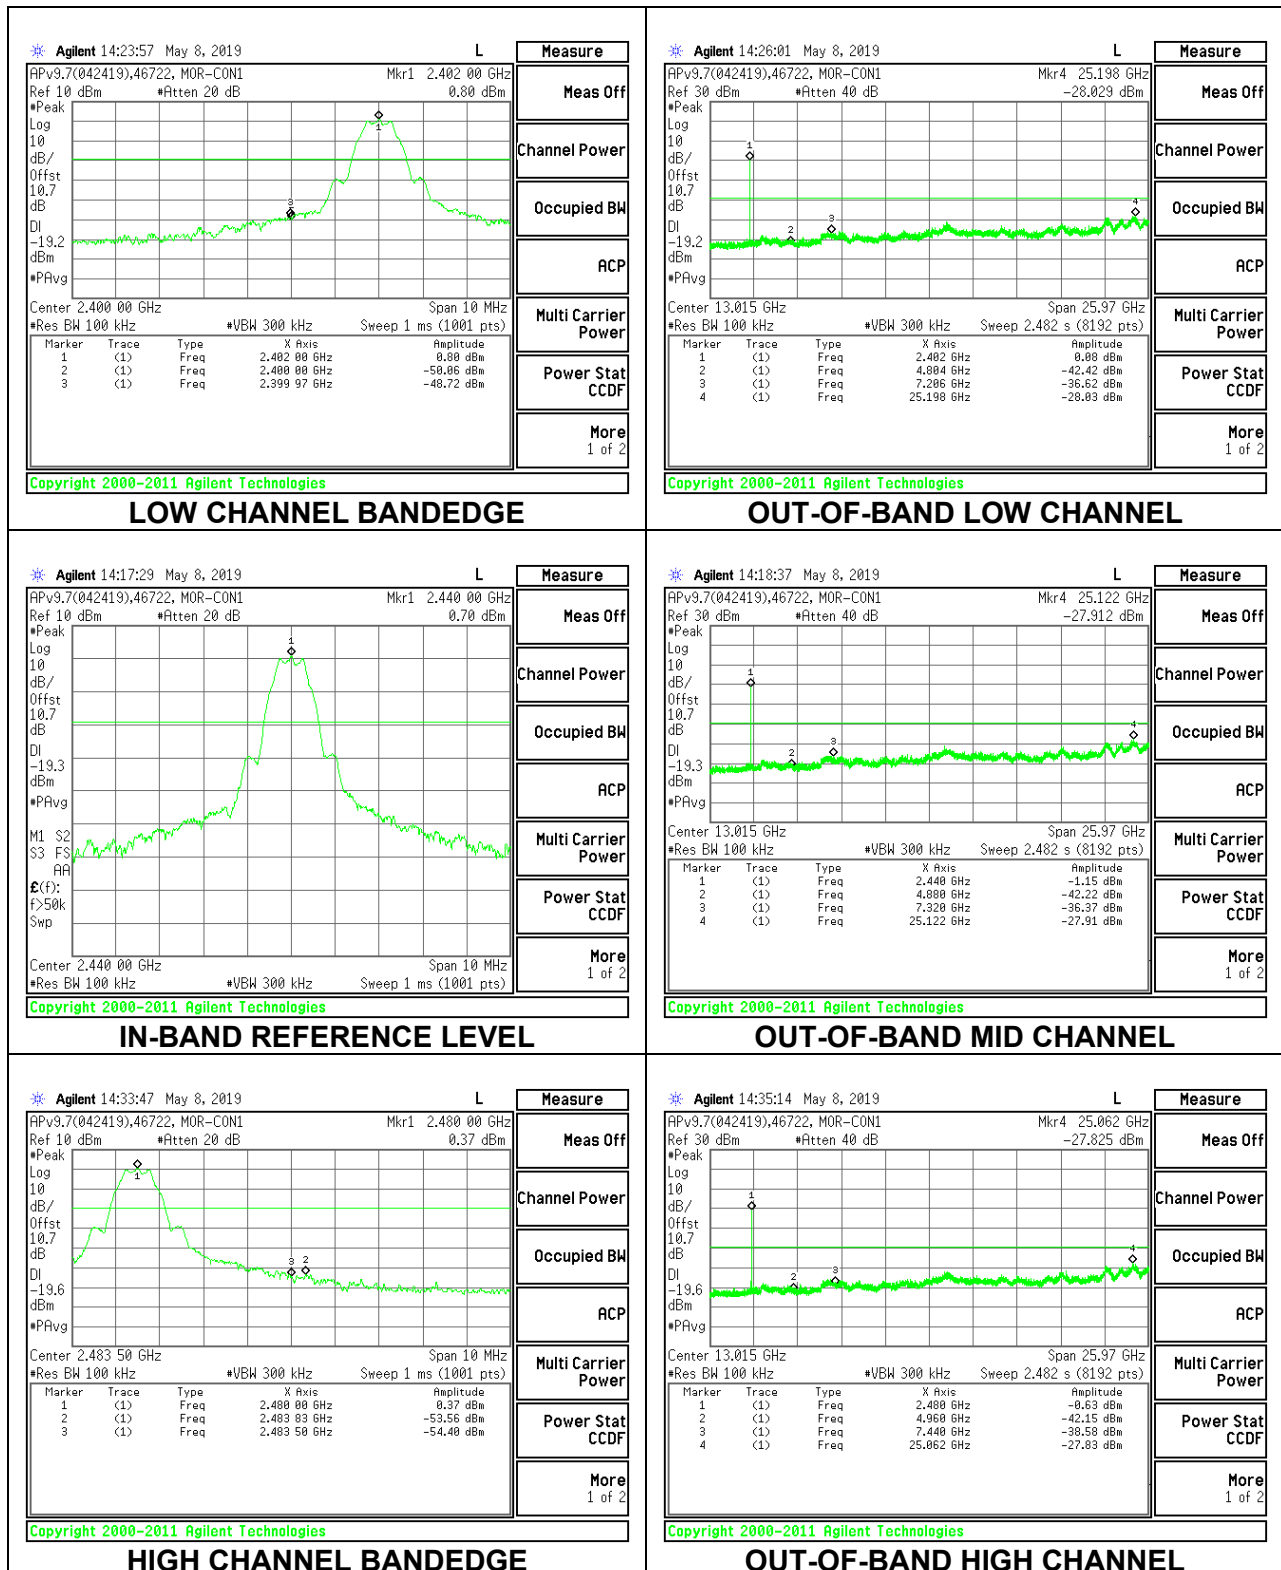 Agilent 14:23:57 May 8, 2019 L
Measure
APv9.7(042419),46722, MOR-CON1 Mkr1 2.402 00 GHz
Ref 10 dBm #Atten 20 dB 0.80 dBm
Meas Off
#Peak
Log
10
dB/
Offst
10.7
dB
DI
-19.2
dBm
#PAvg
1
3
Channel Power
Occupied BW
ACP
Center 2.400 00 GHz Span 10 MHz
#Res BW 100 kHz #VBW 300 kHz Sweep 1 ms (1001 pts)
Multi Carrier
Power
Marker Trace Type X Axis Amplitude
1 (1) Freq 2.402 00 GHz 0.80 dBm
2 (1) Freq 2.400 00 GHz -50.06 dBm
3 (1) Freq 2.399 97 GHz -48.72 dBm
Power Stat
CCDF
More
1 of 2
Copyright 2000-2011 Agilent Technologies
LOW CHANNEL BANDEDGE
Agilent 14:26:01 May 8, 2019 L
Measure
APv9.7(042419),46722, MOR-CON1 Mkr4 25.198 GHz
Ref 30 dBm #Atten 40 dB -28.029 dBm
Meas Off
#Peak
Log
10
dB/
Offst
10.7
dB
DI
-19.2
dBm
#PAvg
1
2
3
4
Channel Power
Occupied BW
ACP
Center 13.015 GHz Span 25.97 GHz
#Res BW 100 kHz #VBW 300 kHz Sweep 2.482 s (8192 pts)
Multi Carrier
Power
Marker Trace Type X Axis Amplitude
1 (1) Freq 2.402 GHz 0.08 dBm
2 (1) Freq 4.804 GHz -42.42 dBm
3 (1) Freq 7.206 GHz -36.62 dBm
4 (1) Freq 25.198 GHz -28.03 dBm
Power Stat
CCDF
More
1 of 2
Copyright 2000-2011 Agilent Technologies
OUT-OF-BAND LOW CHANNEL
Agilent 14:17:29 May 8, 2019 L
Measure
APv9.7(042419),46722, MOR-CON1 Mkr1 2.440 00 GHz
Ref 10 dBm #Atten 20 dB 0.70 dBm
Meas Off
#Peak
Log
10
dB/
Offst
10.7
dB
DI
-19.3
dBm
#PAvg
1
M1 S2
S3 FS
AA
£(f):
f>50k
Swp
Channel Power
Occupied BW
ACP
Multi Carrier
Power
Power Stat
CCDF
More
1 of 2
Center 2.440 00 GHz Span 10 MHz
#Res BW 100 kHz #VBW 300 kHz Sweep 1 ms (1001 pts)
Copyright 2000-2011 Agilent Technologies
IN-BAND REFERENCE LEVEL
Agilent 14:18:37 May 8, 2019 L
Measure
APv9.7(042419),46722, MOR-CON1 Mkr4 25.122 GHz
Ref 30 dBm #Atten 40 dB -27.912 dBm
Meas Off
#Peak
Log
10
dB/
Offst
10.7
dB
DI
-19.3
dBm
#PAvg
1
2
3
4
Channel Power
Occupied BW
ACP
Center 13.015 GHz Span 25.97 GHz
#Res BW 100 kHz #VBW 300 kHz Sweep 2.482 s (8192 pts)
Multi Carrier
Power
Marker Trace Type X Axis Amplitude
1 (1) Freq 2.440 GHz -1.15 dBm
2 (1) Freq 4.880 GHz -42.22 dBm
3 (1) Freq 7.320 GHz -36.37 dBm
4 (1) Freq 25.122 GHz -27.91 dBm
Power Stat
CCDF
More
1 of 2
Copyright 2000-2011 Agilent Technologies
OUT-OF-BAND MID CHANNEL
Agilent 14:33:47 May 8, 2019 L
Measure
APv9.7(042419),46722, MOR-CON1 Mkr1 2.480 00 GHz
Ref 10 dBm #Atten 20 dB 0.37 dBm
Meas Off
#Peak
Log
10
dB/
Offst
10.7
dB
DI
-19.6
dBm
#PAvg
1
3 2
Channel Power
Occupied BW
ACP
Center 2.483 50 GHz Span 10 MHz
#Res BW 100 kHz #VBW 300 kHz Sweep 1 ms (1001 pts)
Multi Carrier
Power
Marker Trace Type X Axis Amplitude
1 (1) Freq 2.480 00 GHz 0.37 dBm
2 (1) Freq 2.483 83 GHz -53.56 dBm
3 (1) Freq 2.483 50 GHz -54.40 dBm
Power Stat
CCDF
More
1 of 2
Copyright 2000-2011 Agilent Technologies
HIGH CHANNEL BANDEDGE
Agilent 14:35:14 May 8, 2019 L
Measure
APv9.7(042419),46722, MOR-CON1 Mkr4 25.062 GHz
Ref 30 dBm #Atten 40 dB -27.825 dBm
Meas Off
#Peak
Log
10
dB/
Offst
10.7
dB
DI
-19.6
dBm
#PAvg
1
2
3
4
Channel Power
Occupied BW
ACP
Center 13.015 GHz Span 25.97 GHz
#Res BW 100 kHz #VBW 300 kHz Sweep 2.482 s (8192 pts)
Multi Carrier
Power
Marker Trace Type X Axis Amplitude
1 (1) Freq 2.480 GHz -0.63 dBm
2 (1) Freq 4.960 GHz -42.15 dBm
3 (1) Freq 7.440 GHz -38.58 dBm
4 (1) Freq 25.062 GHz -27.83 dBm
Power Stat
CCDF
More
1 of 2
Copyright 2000-2011 Agilent Technologies
OUT-OF-BAND HIGH CHANNEL